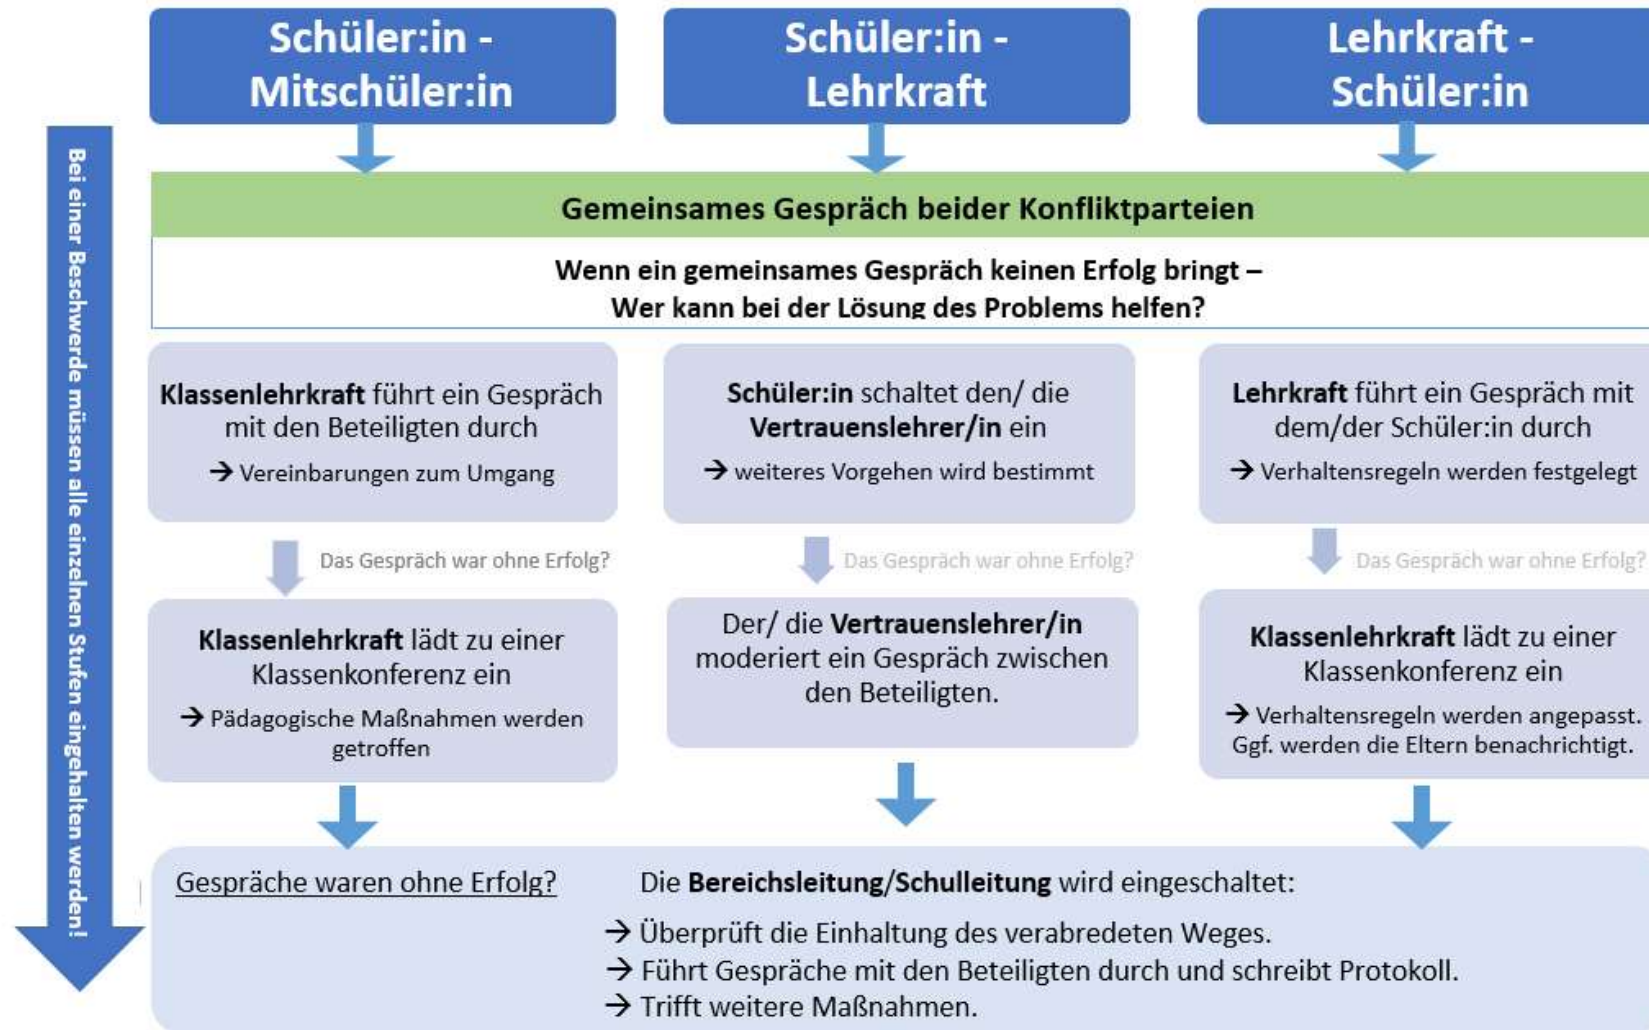 Schüler:in -
Mitschüler:in
Schüler:in -
Lehrkraft
Lehrkraft -
Schüler:in
Bei einer Beschwerde müssen alle einzelnen Stufen eingehalten werden!
Gemeinsames Gespräch beider Konfliktparteien
Wenn ein gemeinsames Gespräch keinen Erfolg bringt –
Wer kann bei der Lösung des Problems helfen?
Klassenlehrkraft führt ein Gespräch
mit den Beteiligten durch
→ Vereinbarungen zum Umgang
Schüler:in schaltet den/ die
Vertrauenslehrer/in ein
→ weiteres Vorgehen wird bestimmt
Lehrkraft führt ein Gespräch mit
dem/der Schüler:in durch
→ Verhaltensregeln werden festgelegt
Das Gespräch war ohne Erfolg?
Das Gespräch war ohne Erfolg?
Das Gespräch war ohne Erfolg?
Klassenlehrkraft lädt zu einer
Klassenkonferenz ein
→ Pädagogische Maßnahmen werden
getroffen
Der/ die Vertrauenslehrer/in
moderiert ein Gespräch zwischen
den Beteiligten.
Klassenlehrkraft lädt zu einer
Klassenkonferenz ein
→ Verhaltensregeln werden angepasst.
Ggf. werden die Eltern benachrichtigt.
Gespräche waren ohne Erfolg?
Die Bereichsleitung/Schulleitung wird eingeschaltet:
→ Überprüft die Einhaltung des verabredeten Weges.
→ Führt Gespräche mit den Beteiligten durch und schreibt Protokoll.
→ Trifft weitere Maßnahmen.